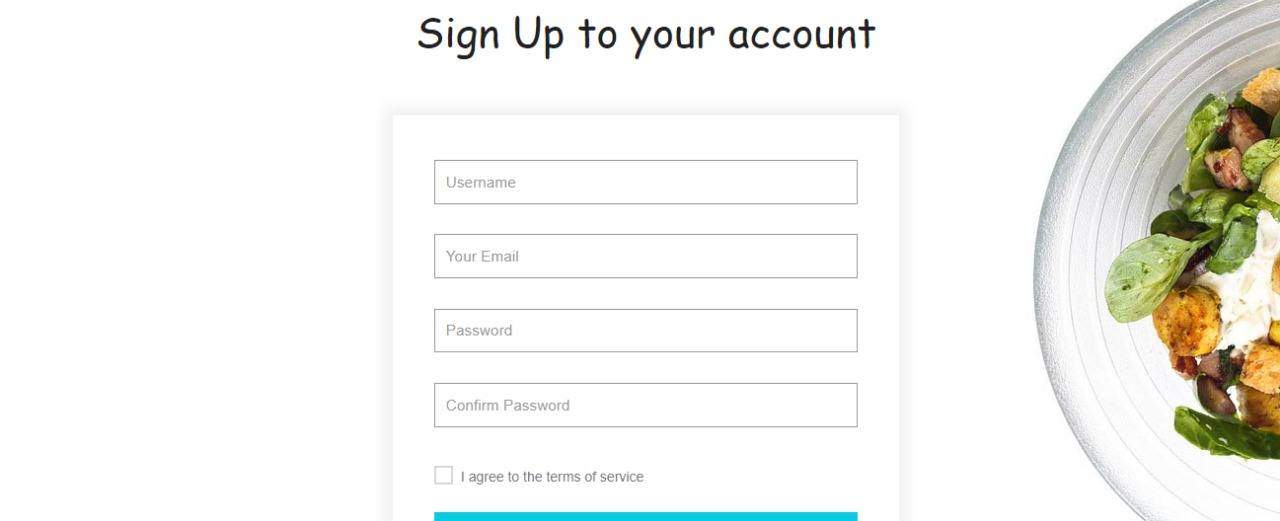 Sign Up to your account
Username
Your Email
Password
Confirm Password
I agree to the terms of service